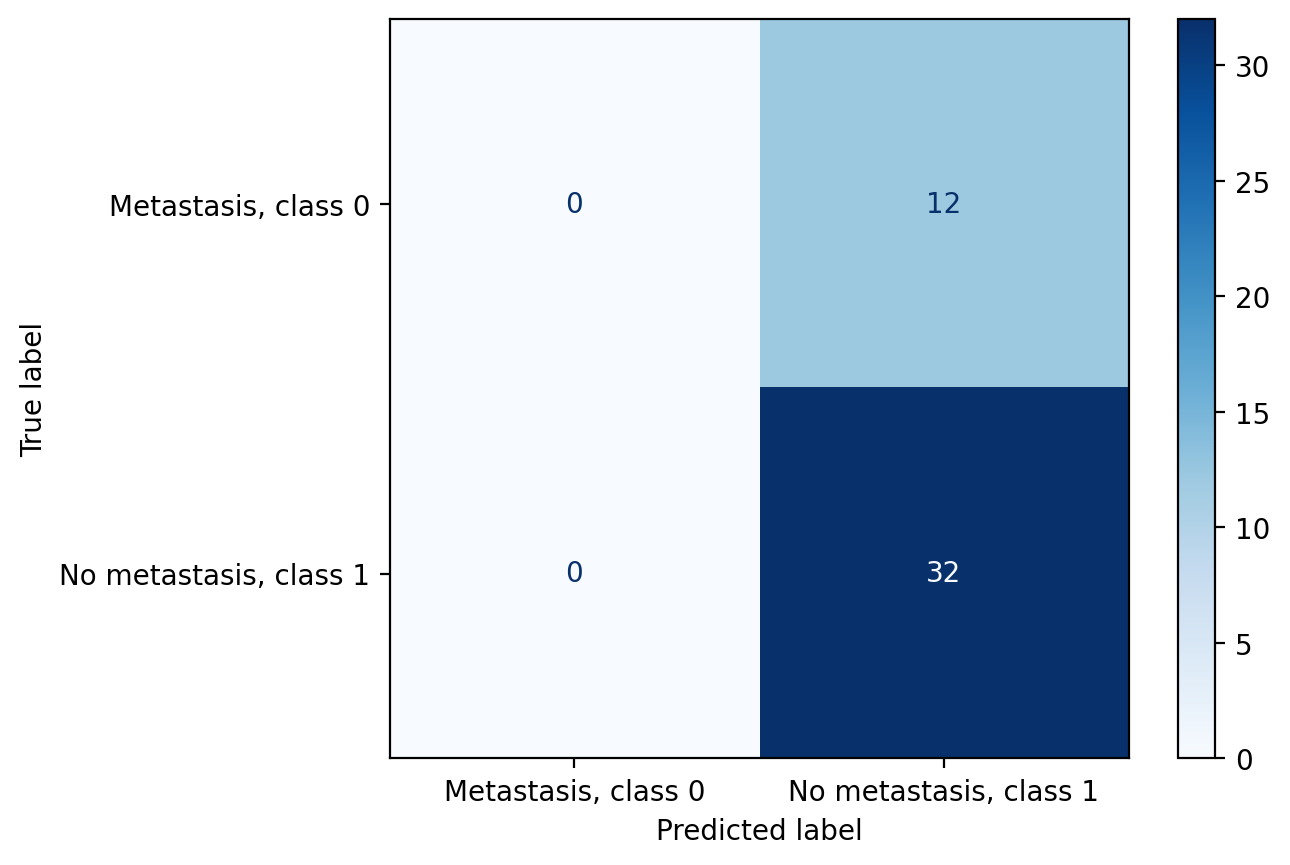 Metastasis, class 0
No metastasis, class 1
True label
0
12
0
32
Metastasis, class 0
No metastasis, class 1
Predicted label
30
25
20
15
10
5
0